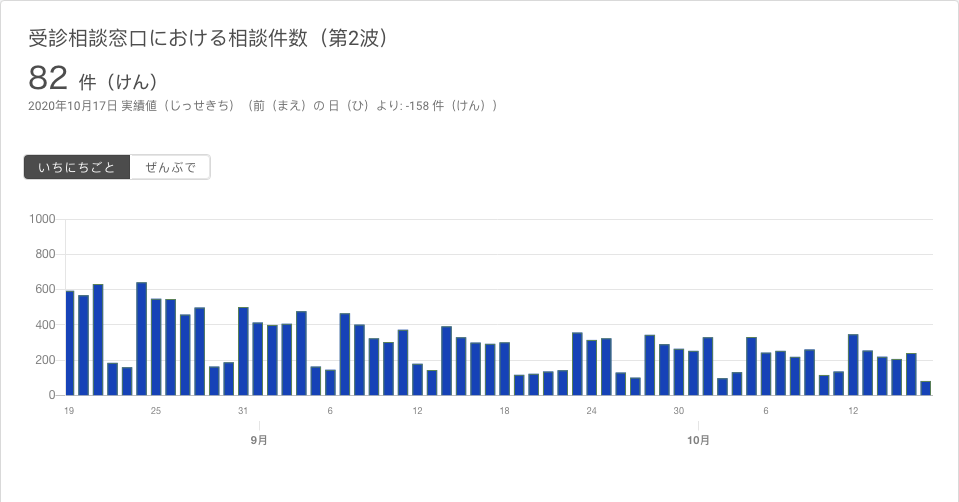 受診相談窓口における相談件数（第2波）
82 件（けん）
2020年10月17日 実績値（じっせきち）（前（まえ）の 日（ひ）より: -158 件（けん））
いちにちごと ぜんぶで
1000
800
600
400
200
0
19 25 31 6 12 18 24 30 6 12
9月 10月